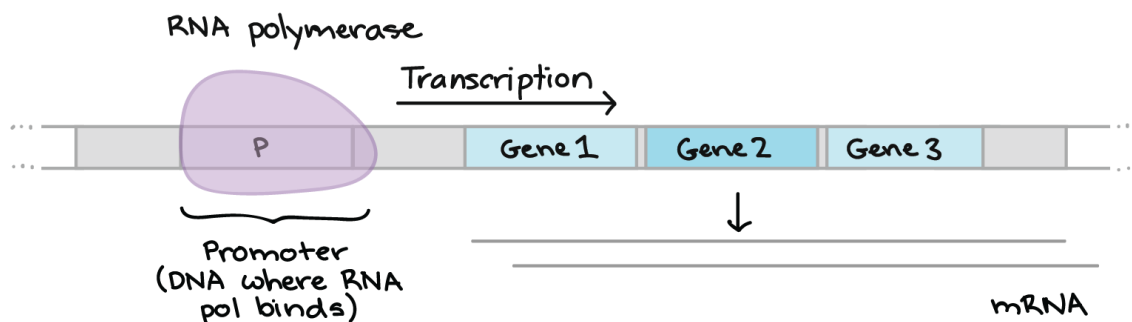 RNA polymerase
Transcription
P
Gene 1
Gene 2
Gene 3
Promoter
(DNA where RNA
pol binds)
mRNA